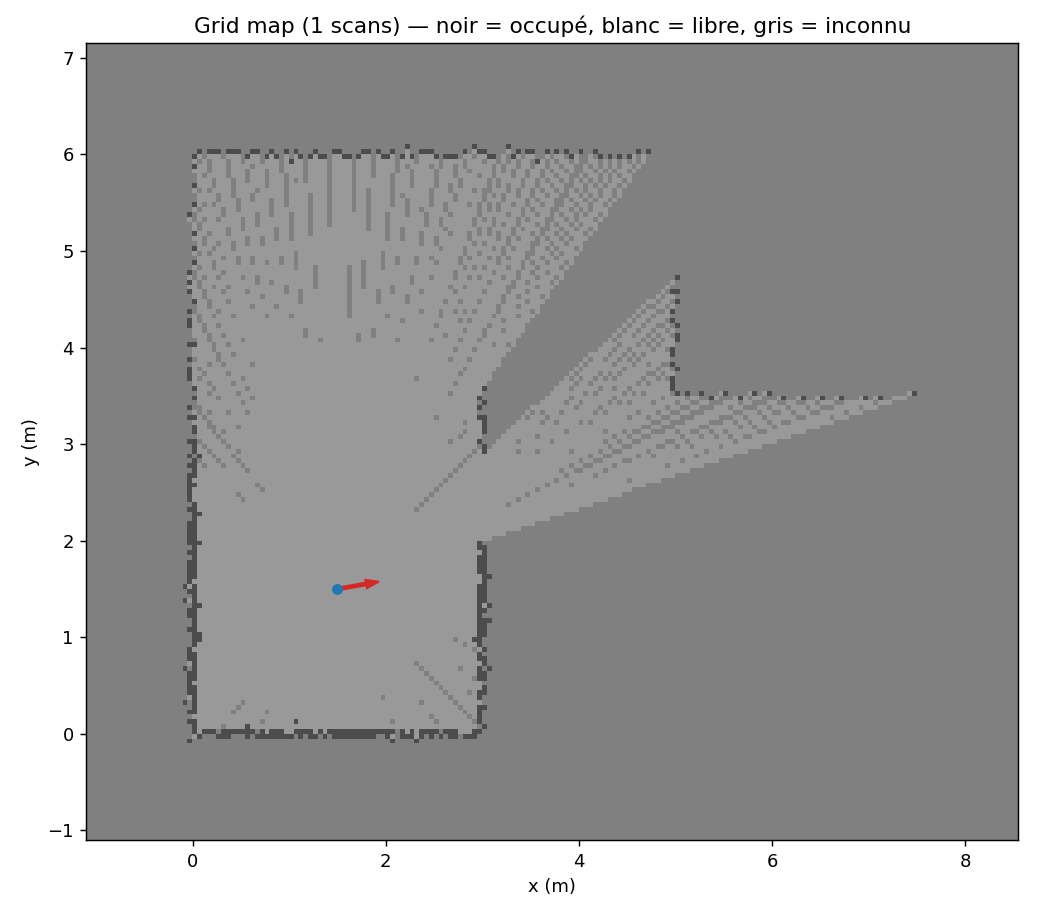 Grid map (1 scans) — noir = occupé, blanc = libre, gris = inconnu
7
6
5
4
3
2
1
0
−1
y (m)
0 2 4 6 8
x (m)